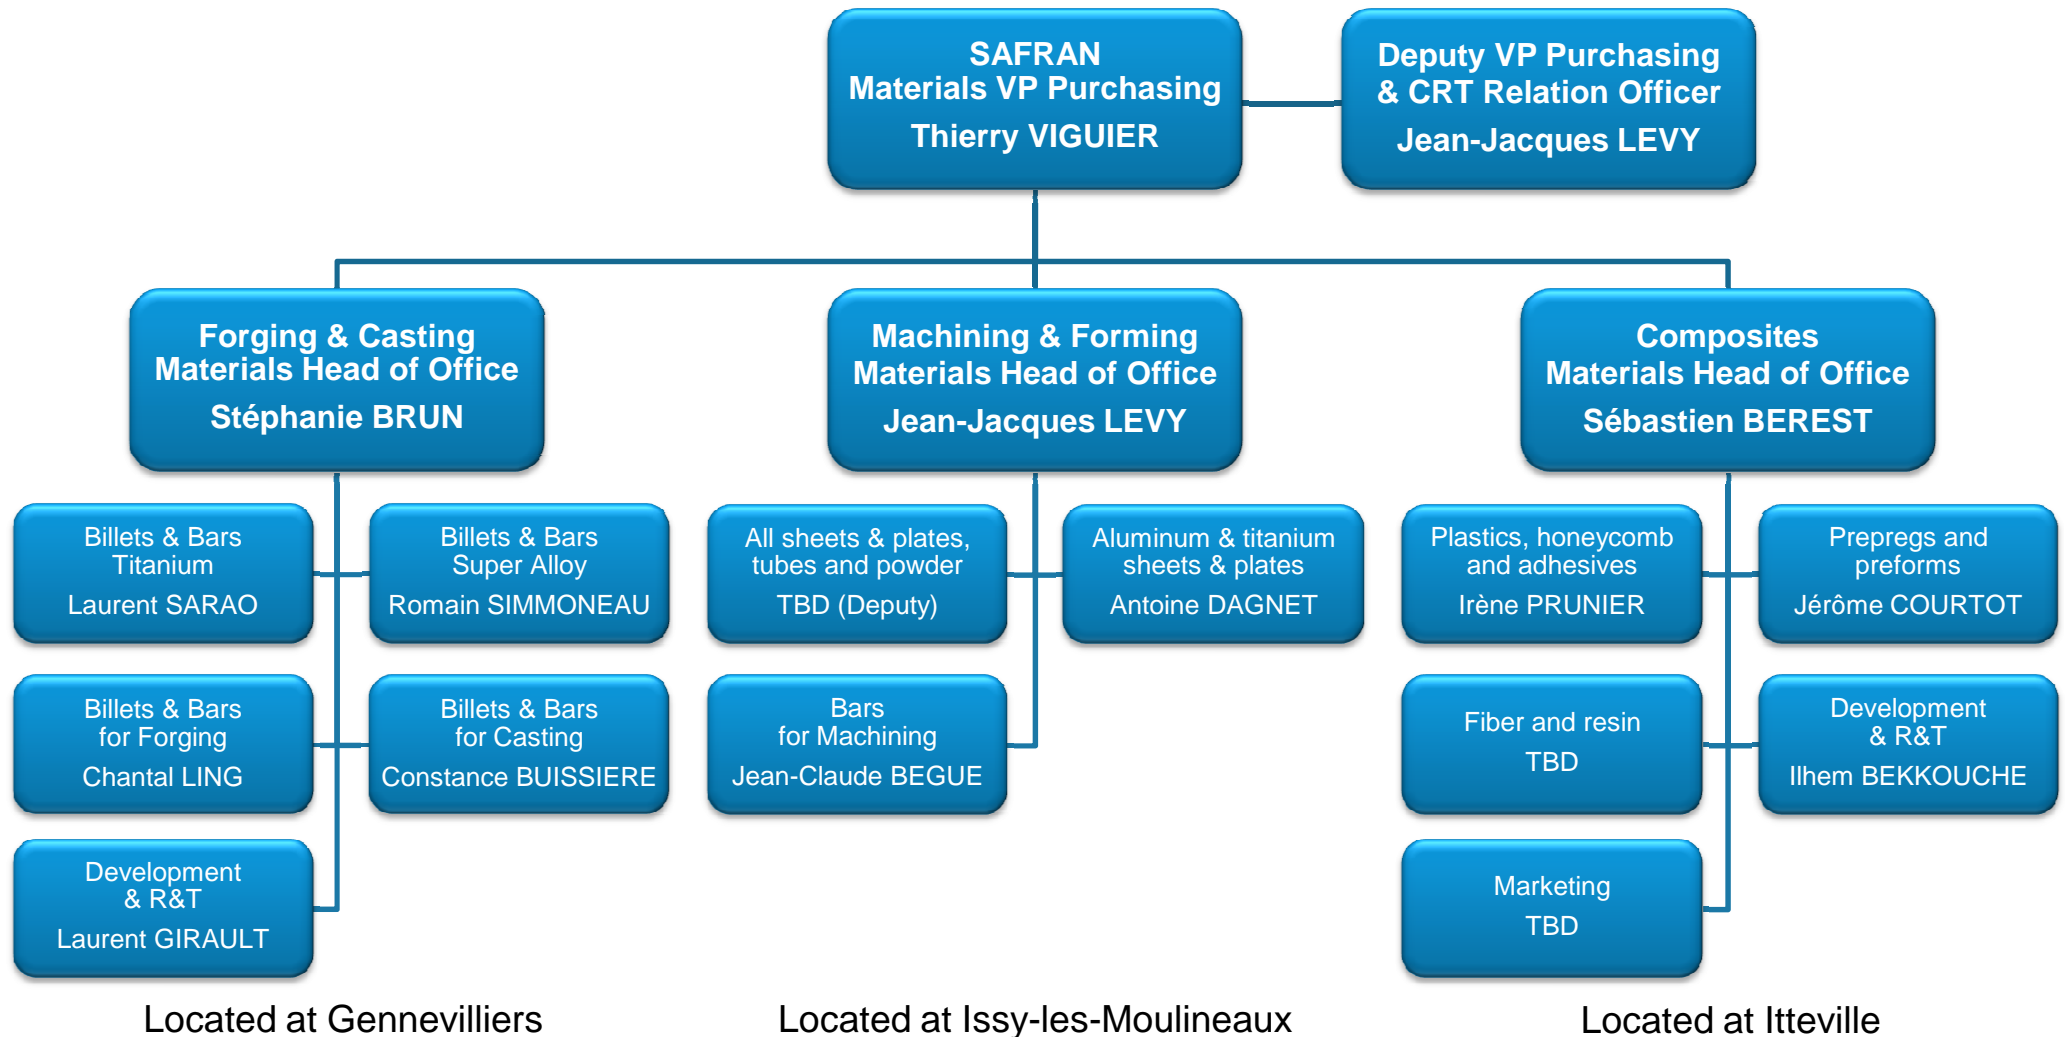 SAFRAN
Materials VP Purchasing
Thierry VIGUIER
Deputy VP Purchasing
& CRT Relation Officer
Jean-Jacques LEVY
Forging & Casting
Materials Head of Office
Stéphanie BRUN
Machining & Forming
Materials Head of Office
Jean-Jacques LEVY
Composites
Materials Head of Office
Sébastien BEREST
Billets & Bars
Titanium
Laurent SARAO
Billets & Bars
Super Alloy
Romain SIMMONEAU
All sheets & plates,
tubes and powder
TBD (Deputy)
Aluminum & titanium
sheets & plates
Antoine DAGNET
Plastics, honeycomb
and adhesives
Irène PRUNIER
Prepregs and
preforms
Jérôme COURTOT
Billets & Bars
for Forging
Chantal LING
Billets & Bars
for Casting
Constance BUISSIERE
Bars
for Machining
Jean-Claude BEGUE
Fiber and resin
TBD
Development
& R&T
Ilhem BEKKOUCHE
Development
& R&T
Laurent GIRAULT
Marketing
TBD
Located at Gennevilliers
Located at Issy-les-Moulineaux
Located at Itteville